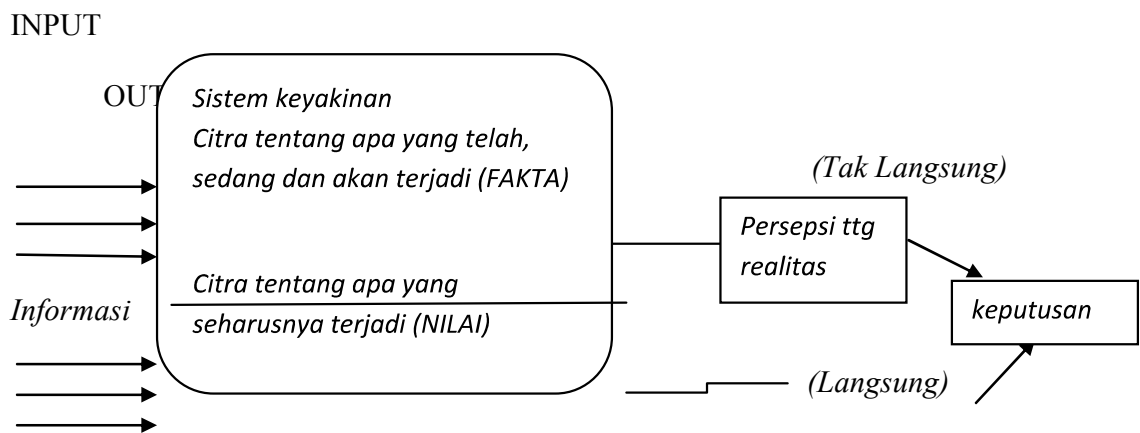 INPUT
OUT
Sistem keyakinan
Citra tentang apa yang telah,
sedang dan akan terjadi (FAKTA)
(Tak Langsung)
Persepsi ttg
realitas
Citra tentang apa yang
seharusnya terjadi (NILAI)
Informasi
keputusan
(Langsung)